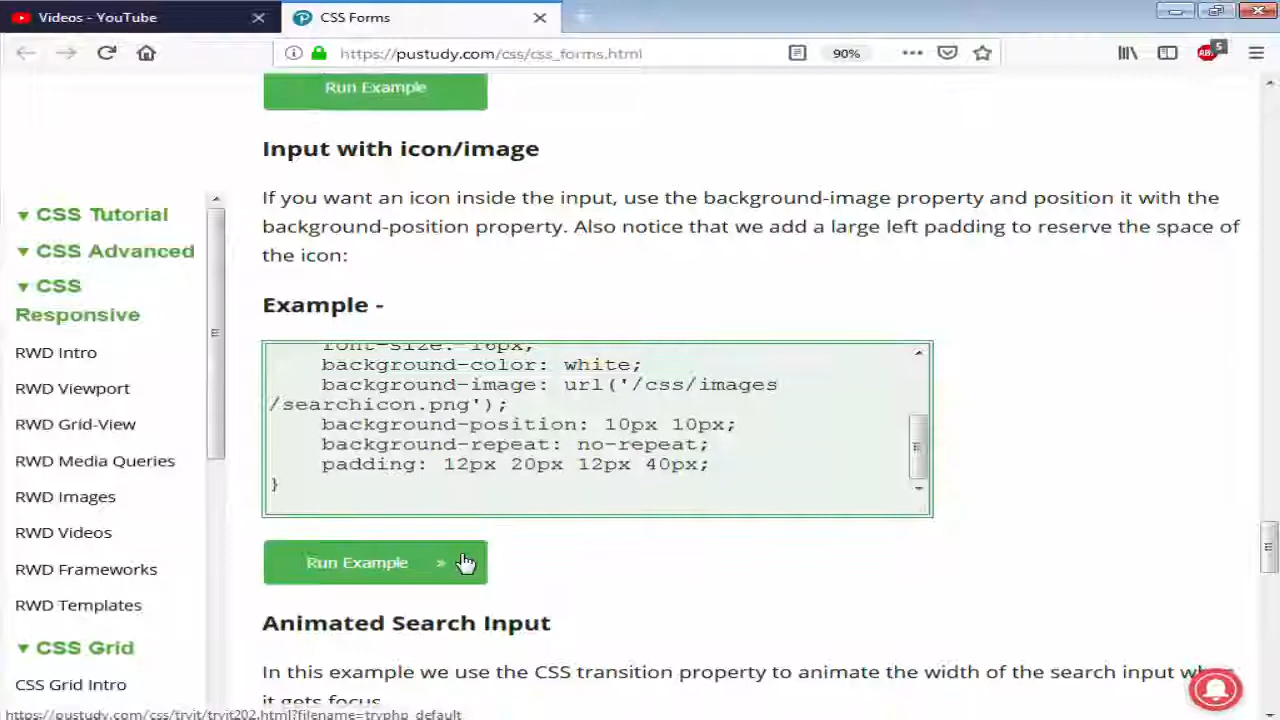 Videos - YouTube
CSS Forms
https://pustudy.com/css/css_forms.html
90%
5
Run Example
Input with icon/image
If you want an icon inside the input, use the background-image property and position it with the
background-position property. Also notice that we add a large left padding to reserve the space of
the icon:
Example -
font-size: 16px;
background-color: white;
background-image: url('/css/images
/searchicon.png');
background-position: 10px 10px;
background-repeat: no-repeat;
padding: 12px 20px 12px 40px;
}
Run Example »
Animated Search Input
In this example we use the CSS transition property to animate the width of the search input
it gets focus
▼ CSS Tutorial
▼ CSS Advanced
▼ CSS
Responsive
RWD Intro
RWD Viewport
RWD Grid-View
RWD Media Queries
RWD Images
RWD Videos
RWD Frameworks
RWD Templates
▼ CSS Grid
CSS Grid Intro
https://pustudy.com/css/tryit/tryit202.html?filename=tryphp_default